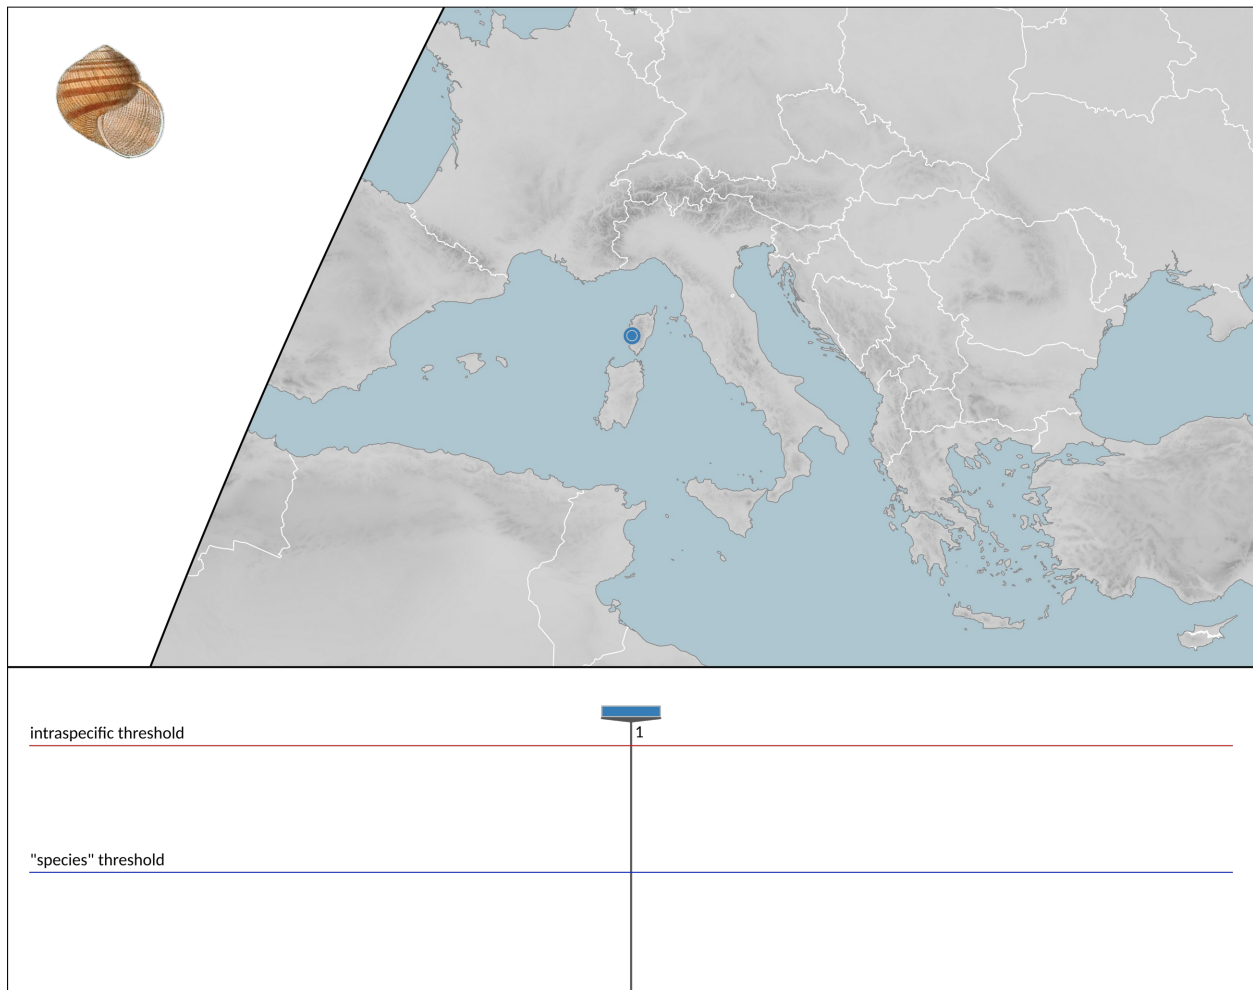 1
intraspecific threshold
"species" threshold